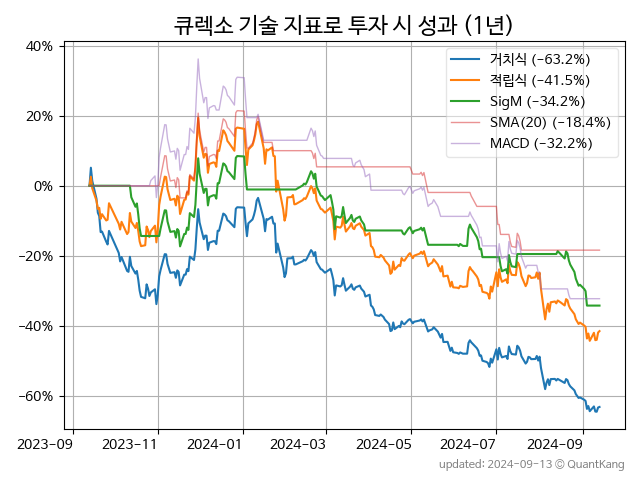 큐렉소 기술 지표로 투자 시 성과 (1년)
거치식 (−63.2%)
적립식 (−41.5%)
SigM (−34.2%)
SMA(20) (−18.4%)
MACD (−32.2%)
40%
20%
0%
−20%
−40%
−60%
2023-09 2023-11 2024-01 2024-03 2024-05 2024-07 2024-09
updated: 2024-09-13 © QuantKang